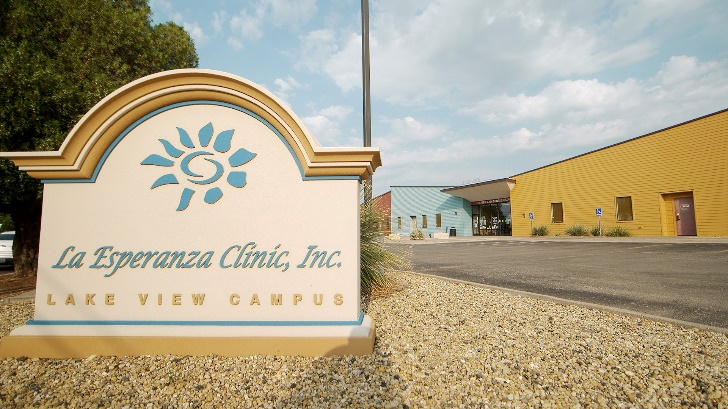 La Esperanza Clinic, Inc.
LAKE VIEW CAMPUS